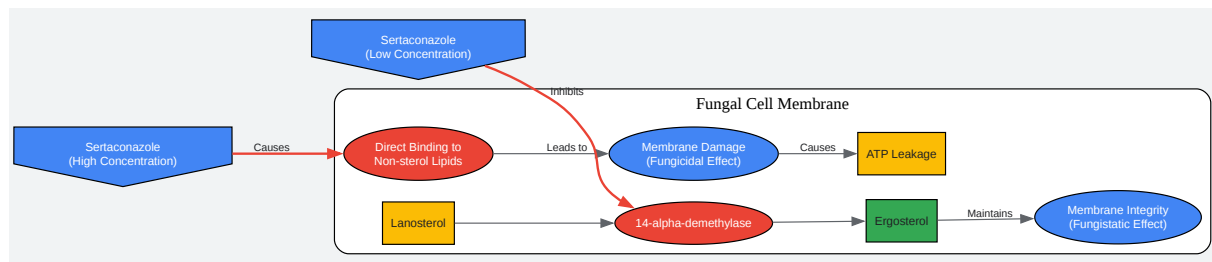 Sertaconazole
(Low Concentration)
Inhibits
Fungal Cell Membrane
Sertaconazole
(High Concentration)
Causes
Direct Binding to
Non-sterol Lipids
Leads to
Membrane Damage
(Fungicidal Effect)
Causes
ATP Leakage
Lanosterol
14-alpha-demethylase
Ergosterol
Maintains
Membrane Integrity
(Fungistatic Effect)